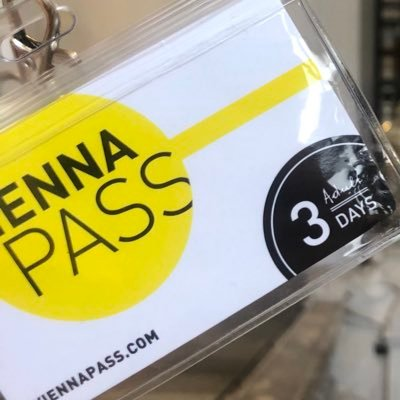 IENNA
PASS
Adult
3 DAYS
IENNAPASS.COM